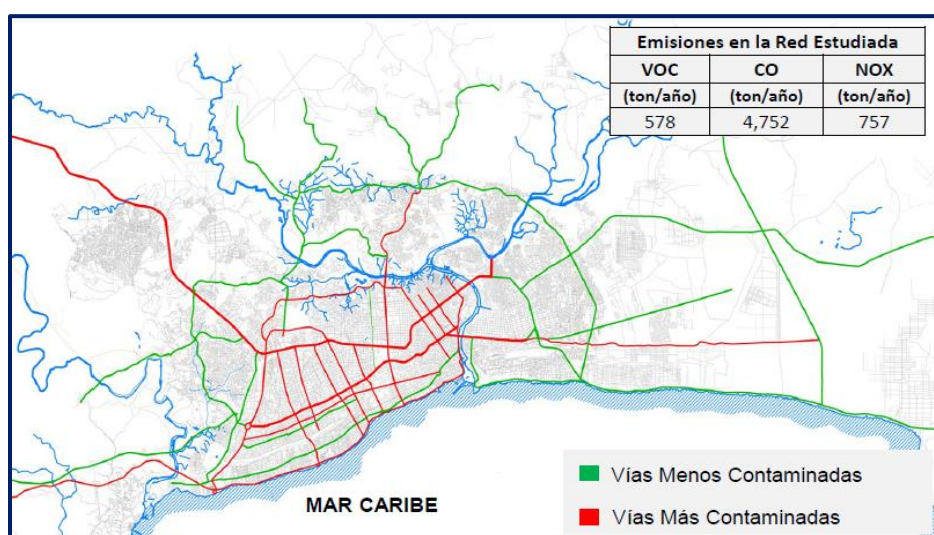 Emisiones en la Red Estudiada
VOC CO NOX
(ton/año) (ton/año) (ton/año)
578 4,752 757
MAR CARIBE
Vías Menos Contaminadas
Vías Más Contaminadas